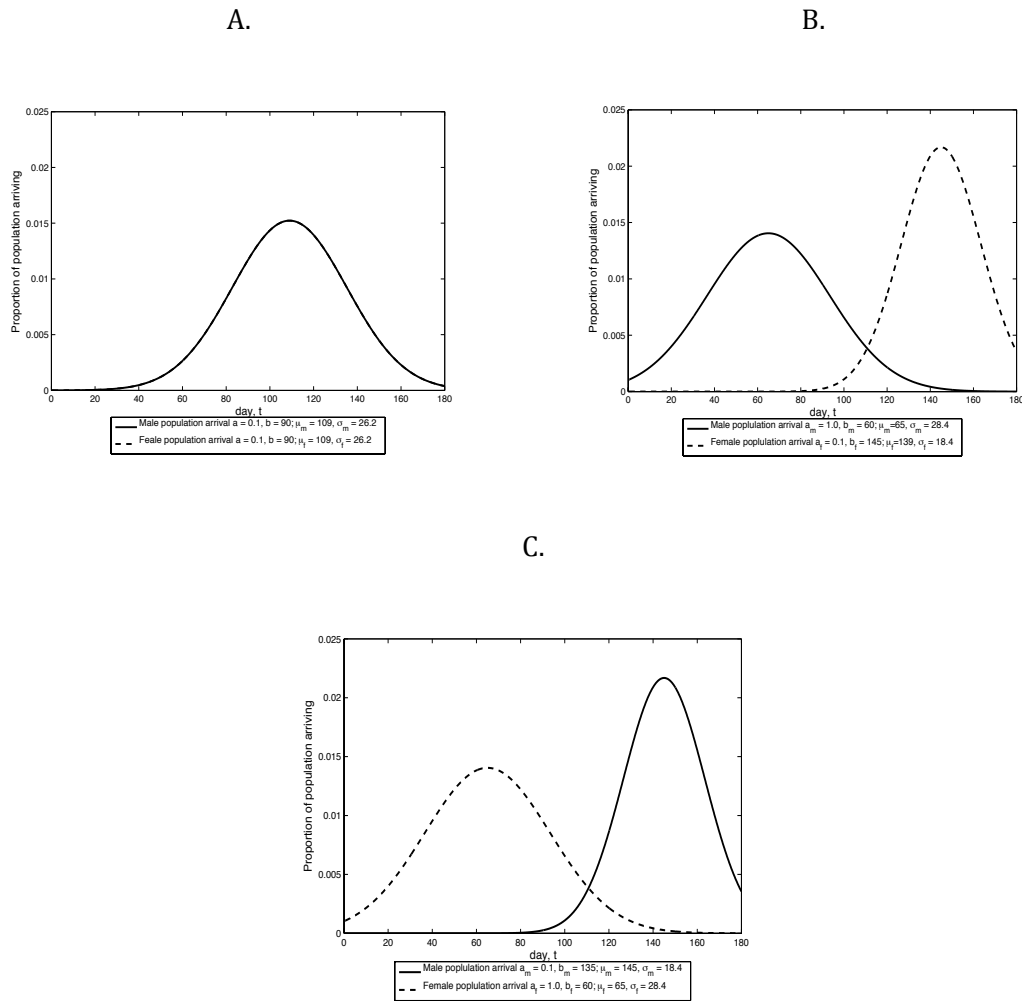 A.
B.
0.025
0.02
0.015
0.01
0.005
0
Proportion of population arriving
0 20 40 60 80 100 120 140 160 180
day, t
Male population arrival a = 0.1, b = 90; μm = 109, σm = 26.2
Feale population arrival a = 0.1, b = 90; μf = 109, σf = 26.2
0.025
0.02
0.015
0.01
0.005
0
Proportion of population arriving
0 20 40 60 80 100 120 140 160 180
day, t
Male poplulation arrival am = 1.0, bm = 60; μm=65, σm = 28.4
Female poplulation arrival af = 0.1, bf = 145; μf=139, σf = 18.4
C.
0.025
0.02
0.015
0.01
0.005
0
Proportion of population arriving
0 20 40 60 80 100 120 140 160 180
day, t
Male poplulation arrival am = 0.1, bm = 135; μm = 145, σm = 18.4
Female poplulation arrival af = 1.0, bf = 60; μf = 65, σf = 28.4